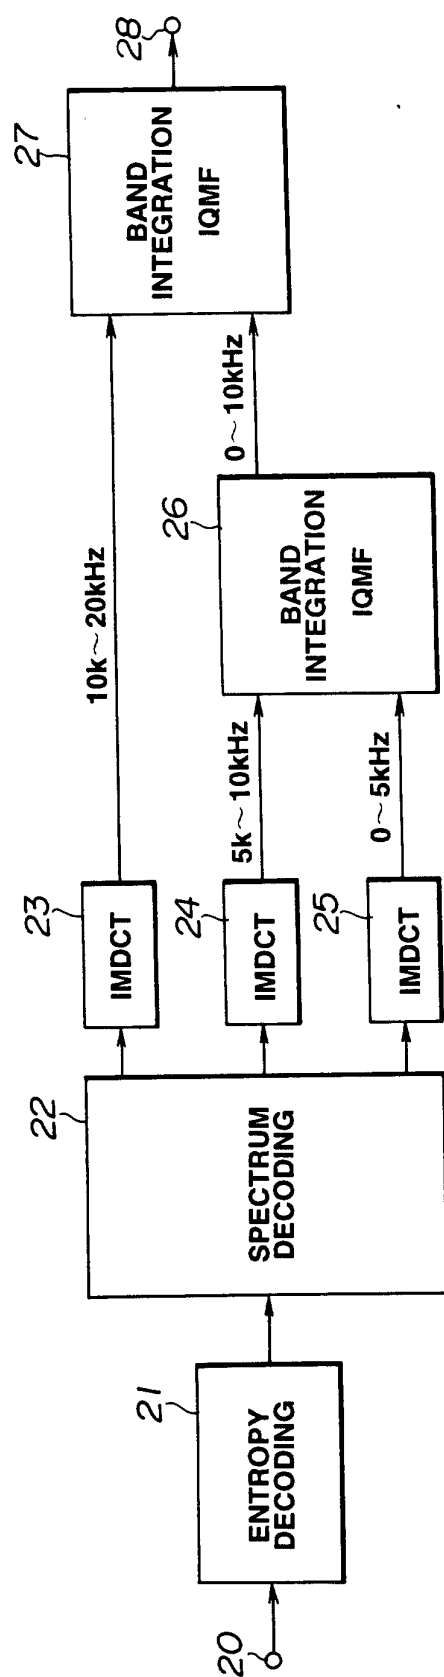 20
21
ENTROPY
DECODING
22
SPECTRUM
DECODING
23
IMDCT
10k~20kHz
24
IMDCT
5k~10kHz
25
IMDCT
0~5kHz
26
BAND
INTEGRATION
IQMF
0~10kHz
27
BAND
INTEGRATION
IQMF
28